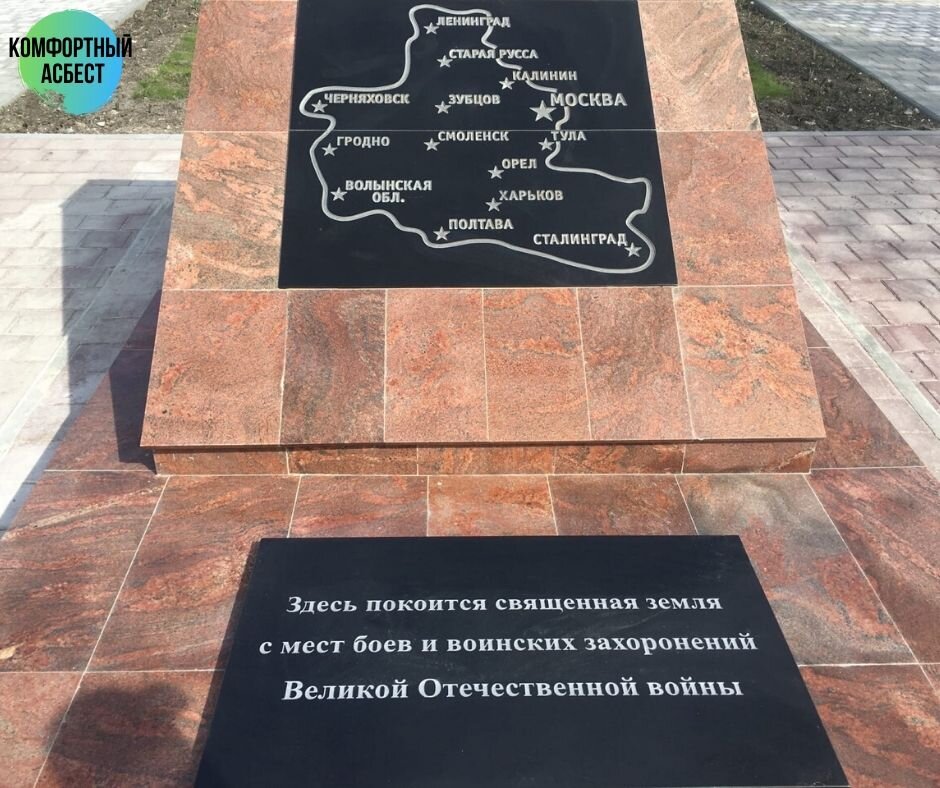 КОМФОРТНЫЙ
АСБЕСТ
ЛЕНИНГРАД
СТАРАЯ РУССА
КАЛИНИН
ЧЕРНЯХОВСК
ЗУБЦОВ
МОСКВА
ГРОДНО
СМОЛЕНСК
ТУЛА
ОРЕЛ
ВОЛЫНСКАЯ
ОБЛ.
ХАРЬКОВ
ПОЛТАВА
СТАЛИНГРАД
Здесь покоится священная земля
с мест боев и воинских захоронений
Великой Отечественной войны